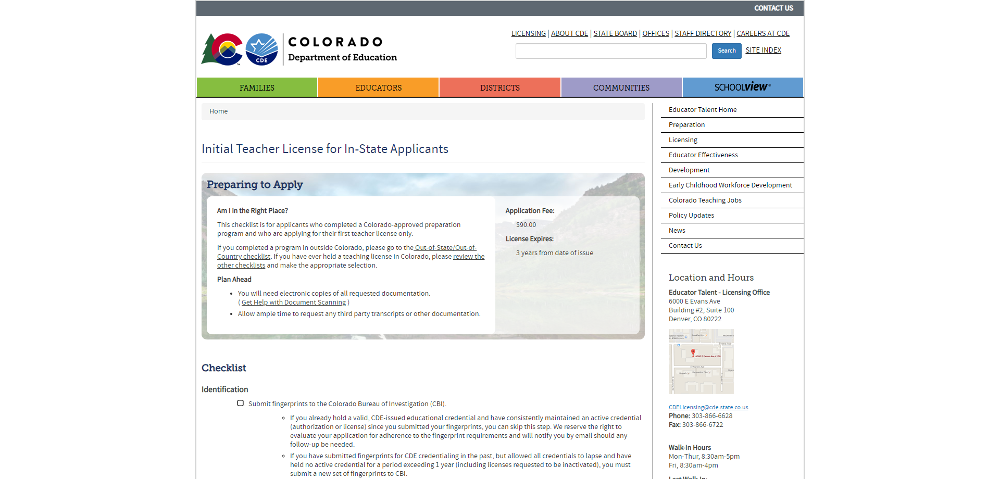 CONTACT US
COLORADO
Department of Education
CDE
TM
LICENSING | ABOUT CDE | STATE BOARD | OFFICES | STAFF DIRECTORY | CAREERS AT CDE
Search
SITE INDEX
FAMILIES
EDUCATORS
DISTRICTS
COMMUNITIES
SCHOOLVIEW®
Home
Initial Teacher License for In-State Applicants
Preparing to Apply
Am I in the Right Place?
This checklist is for applicants who completed a Colorado-approved preparation
program and who are applying for their first teacher license only.
If you completed a program in outside Colorado, please go to the Out-of-State/Out-of-
Country checklist. If you have ever held a teaching license in Colorado, please review the
other checklists and make the appropriate selection.
Plan Ahead
• You will need electronic copies of all requested documentation.
( Get Help with Document Scanning )
• Allow ample time to request any third party transcripts or other documentation.
Application Fee:
$90.00
License Expires:
3 years from date of issue
Checklist
Identification
Submit fingerprints to the Colorado Bureau of Investigation (CBI).
If you already hold a valid, CDE-issued educational credential and have consistently maintained an active credential
(authorization or license) since you submitted your fingerprints, you can skip this step. We reserve the right to
evaluate your application for adherence to the fingerprint requirements and will notify you by email should any
follow-up be needed.
If you have submitted fingerprints for CDE credentialing in the past, but allowed all credentials to lapse and have
held no active credential for a period exceeding 1 year (including licenses requested to be inactivated), you must
submit a new set of fingerprints to CBI.
Educator Talent Home
Preparation
Licensing
Educator Effectiveness
Development
Early Childhood Workforce Development
Colorado Teaching Jobs
Policy Updates
News
Contact Us
Location and Hours
Educator Talent - Licensing Office
6000 E Evans Ave
Building #2, Suite 100
Denver, CO 80222
Evans Ave
6000 E Evans Ave #100
E Warren Ave
CDELicensing@cde.state.co.us
Phone: 303-866-6628
Fax: 303-866-6722
Walk-In Hours
Mon-Thur, 8:30am-5pm
Fri, 8:30am-4pm
Last Walk-In: